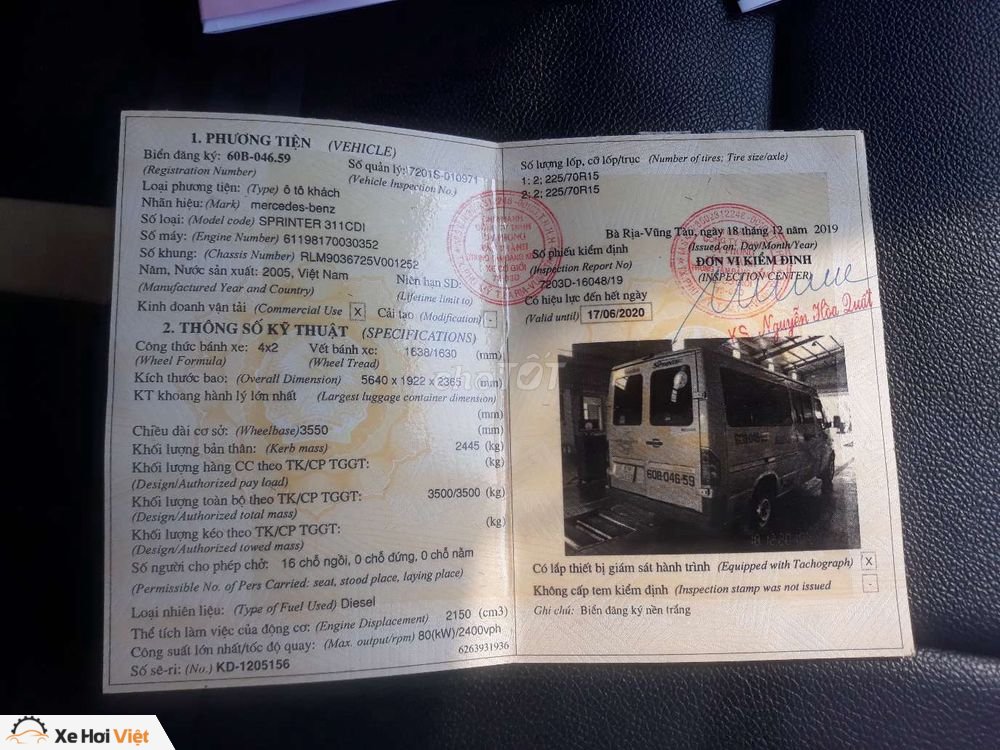 1. PHƯƠNG TIỆN (VEHICLE)
Biển đăng ký: 60B-046.59
Số quản lý: 7201S-010971
(Registration Number)
(Vehicle Inspection No.)
Loại phương tiện: (Type) ô tô khách
Nhãn hiệu: (Mark) mercedes-benz
Số loại: (Model code) SPRINTER 311CDI
Số máy: (Engine Number) 61198170030352
Số khung: (Chassis Number) RLM9036725V001252
Năm, Nước sản xuất: 2005, Việt Nam
Niên hạn SD:
(Manufactured Year and Country)
(Lifetime limit to)
Kinh doanh vận tải (Commercial Use) X Cải tạo (Modification) -
2. THÔNG SỐ KỸ THUẬT (SPECIFICATIONS)
Công thức bánh xe: 4x2 Vết bánh xe: 1638/1630 (mm)
(Wheel Formula) (Wheel Tread)
Kích thước bao: (Overall Dimension) 5640 x 1922 x 2365 (mm)
KT khoang hành lý lớn nhất (Largest luggage container dimension)
(mm)
Chiều dài cơ sở: (Wheelbase) 3550 (mm)
Khối lượng bản thân: (Kerb mass) 2445 (kg)
Khối lượng hàng CC theo TK/CP TGGT: (kg)
(Design/Authorized pay load)
Khối lượng toàn bộ theo TK/CP TGGT: 3500/3500 (kg)
(Design/Authorized total mass)
Khối lượng kéo theo TK/CP TGGT: (kg)
(Design/Authorized towed mass)
Số người cho phép chở: 16 chỗ ngồi, 0 chỗ đứng, 0 chỗ nằm
(Permissible No. of Pers Carried: seat, stood place, laying place)
Loại nhiên liệu: (Type of Fuel Used) Diesel
Thể tích làm việc của động cơ: (Engine Displacement) 2150 (cm3)
Công suất lớn nhất/tốc độ quay: (Max. output/rpm) 80(kW)/2400vph
6263931936
Số sê-ri: (No.) KD-1205156
Số lượng lốp, cỡ lốp/trục (Number of tires; Tire size/axle)
1: 2; 225/70R15
2: 2; 225/70R15
Bà Rịa-Vũng Tàu, ngày 18 tháng 12 năm 2019
(Issued on: Day/Month/Year)
Số phiếu kiểm định
ĐƠN VỊ KIỂM ĐỊNH
(Inspection Report No)
(INSPECTION CENTER)
7203D-16048/19
Có hiệu lực đến hết ngày
(Valid until) 17/06/2020
KS. Nguyễn Hòa Quất
60B-046-59
chợTỐT
Có lắp thiết bị giám sát hành trình (Equipped with Tachograph) X
Không cấp tem kiểm định (Inspection stamp was not issued -
Ghi chú: Biển đăng ký nền trắng
Xe Hơi Việt